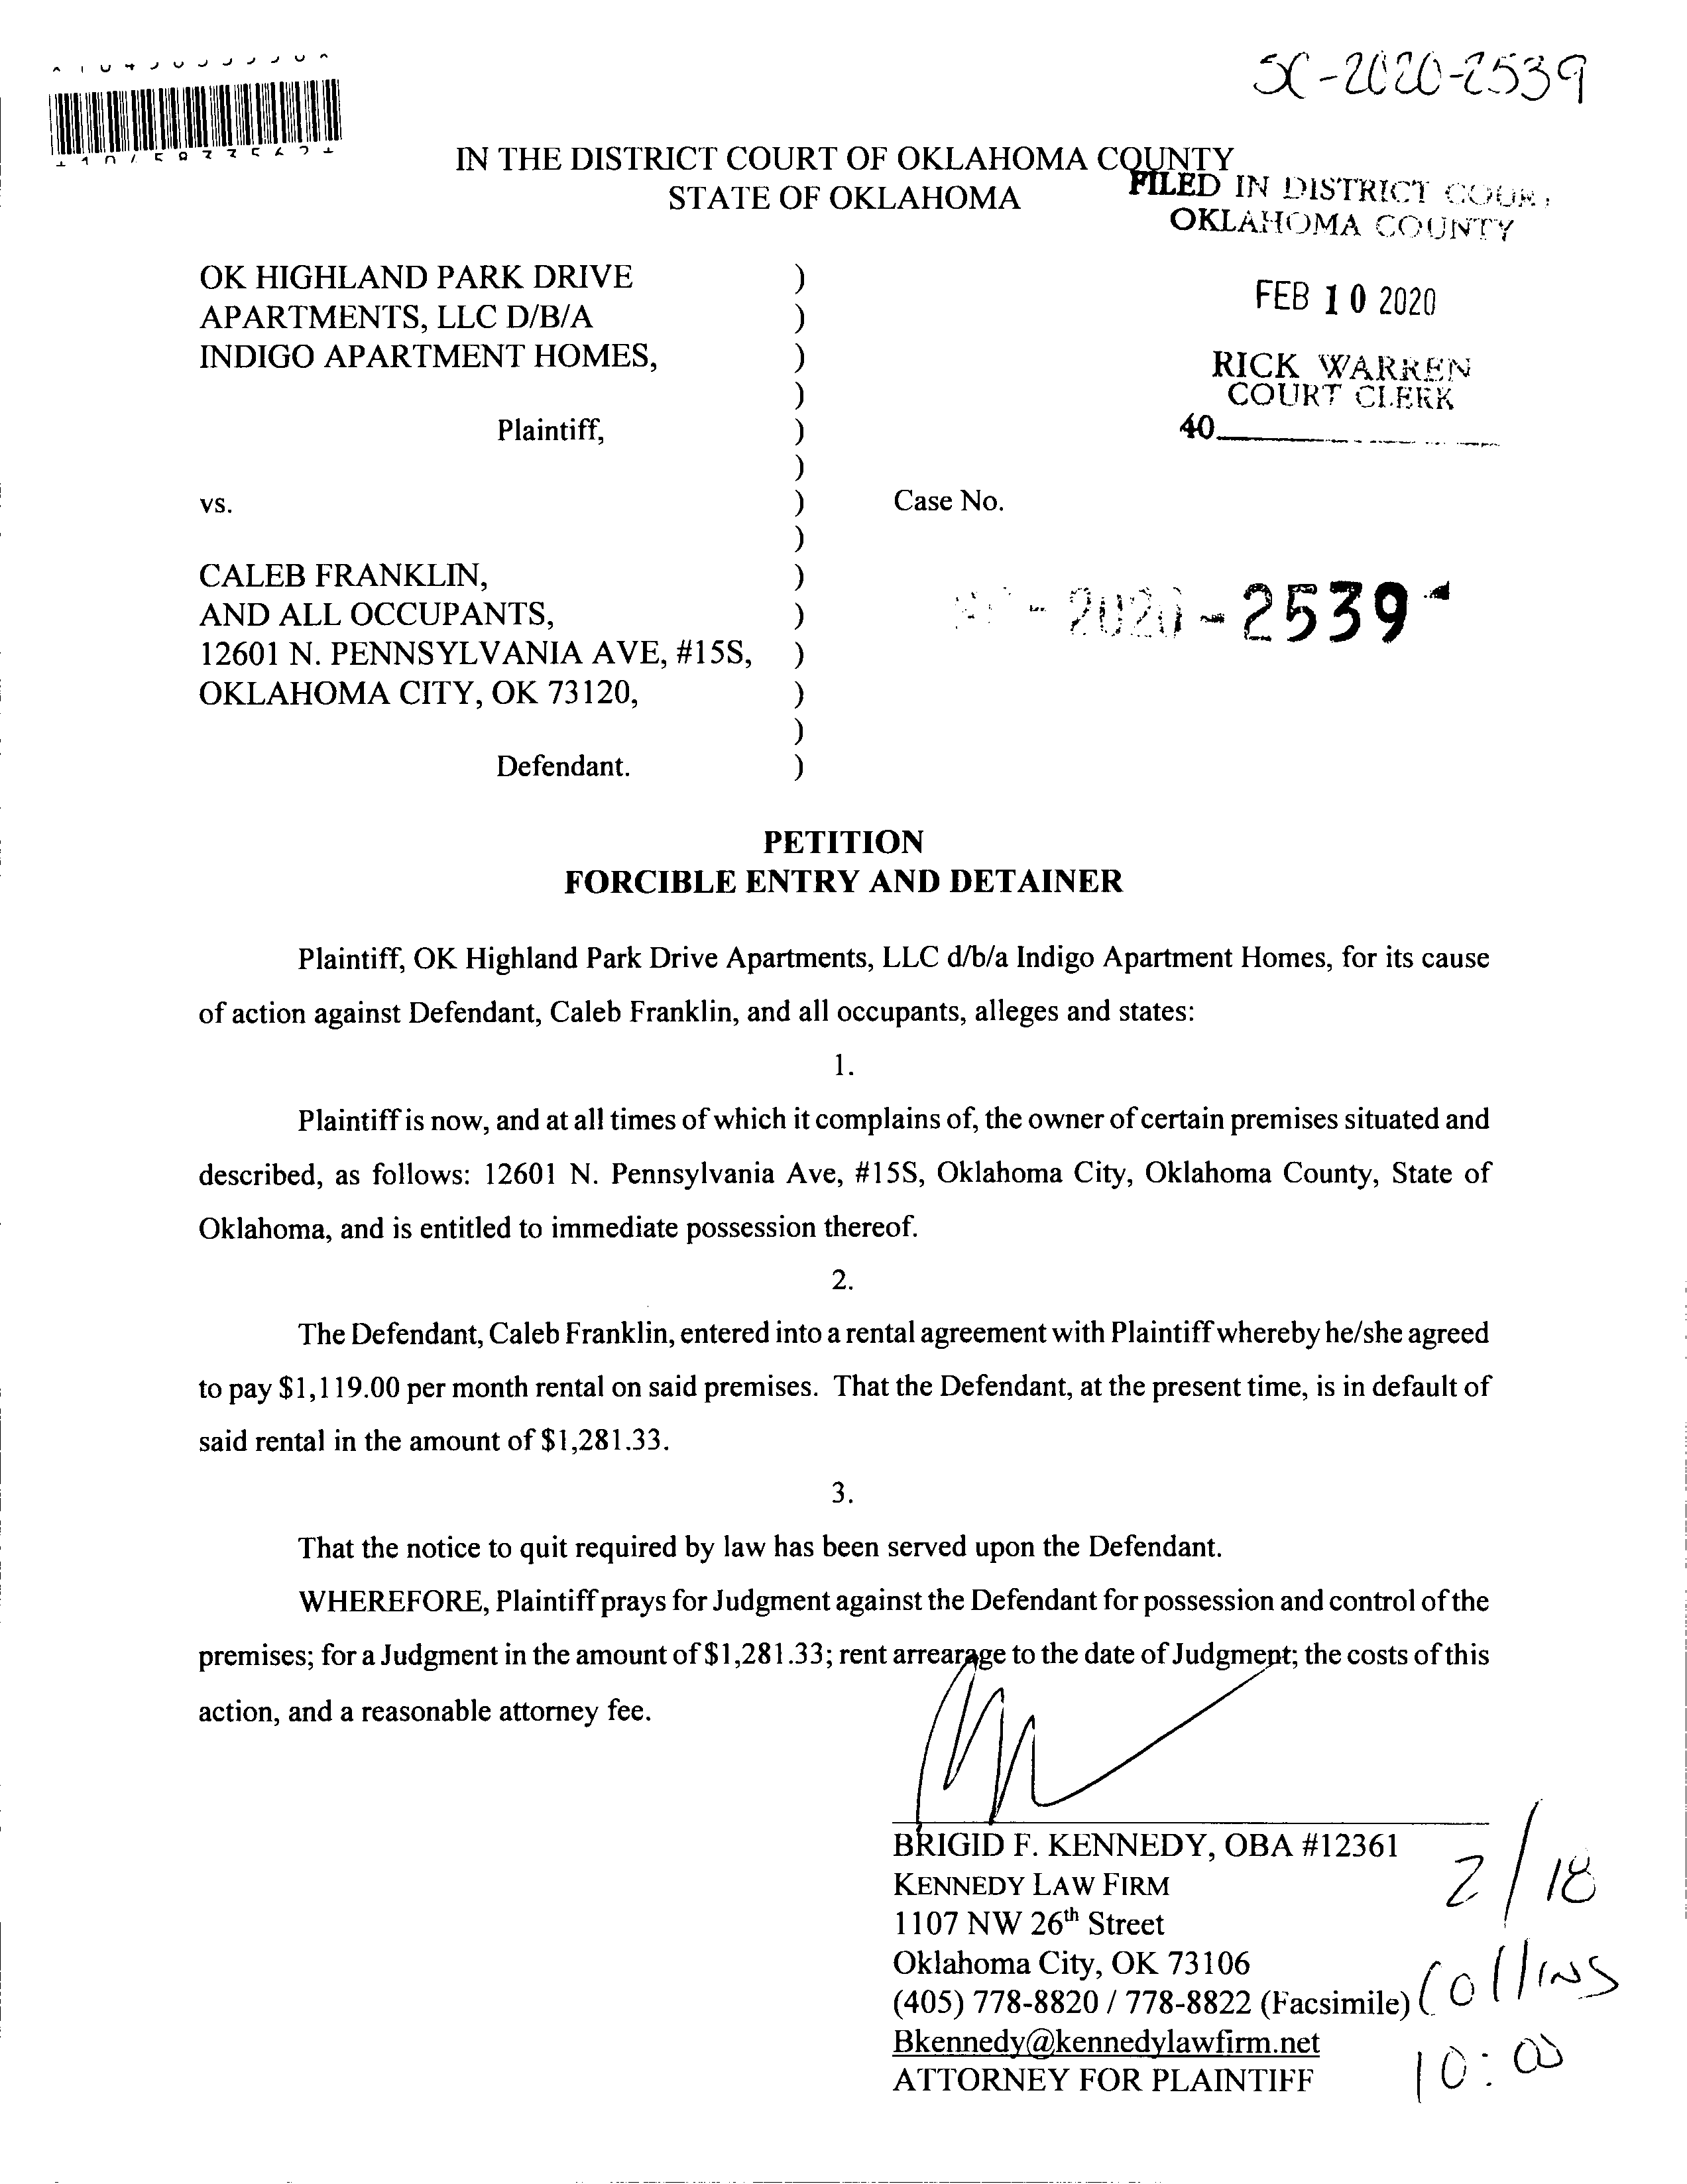 SC-2020-2539
IN THE DISTRICT COURT OF OKLAHOMA COUNTY
STATE OF OKLAHOMA
FILED IN DISTRICT COUR
OKLAHOMA COUNTY
FEB 10 2020
RICK WARREN
COURT CLERK
40
OK HIGHLAND PARK DRIVE )
APARTMENTS, LLC D/B/A )
INDIGO APARTMENT HOMES, )
)
Plaintiff, )
)
vs. ) Case No.
)
CALEB FRANKLIN, )
AND ALL OCCUPANTS, ) - 2020 - 2539
12601 N. PENNSYLVANIA AVE, #15S, )
OKLAHOMA CITY, OK 73120, )
)
Defendant. )
PETITION
FORCIBLE ENTRY AND DETAINER
Plaintiff, OK Highland Park Drive Apartments, LLC d/b/a Indigo Apartment Homes, for its cause
of action against Defendant, Caleb Franklin, and all occupants, alleges and states:
1.
Plaintiff is now, and at all times of which it complains of, the owner of certain premises situated and
described, as follows: 12601 N. Pennsylvania Ave, #15S, Oklahoma City, Oklahoma County, State of
Oklahoma, and is entitled to immediate possession thereof.
2.
The Defendant, Caleb Franklin, entered into a rental agreement with Plaintiff whereby he/she agreed
to pay $1,119.00 per month rental on said premises. That the Defendant, at the present time, is in default of
said rental in the amount of $1,281.33.
3.
That the notice to quit required by law has been served upon the Defendant.
WHEREFORE, Plaintiff prays for Judgment against the Defendant for possession and control of the
premises; for a Judgment in the amount of $1,281.33; rent arrearage to the date of Judgment; the costs of this
action, and a reasonable attorney fee.
BRIGID F. KENNEDY, OBA #12361
KENNEDY LAW FIRM
1107 NW 26th Street
Oklahoma City, OK 73106
(405) 778-8820 / 778-8822 (Facsimile)
Bkennedy@kennedylawfirm.net
ATTORNEY FOR PLAINTIFF
2/18
Collins
10:00